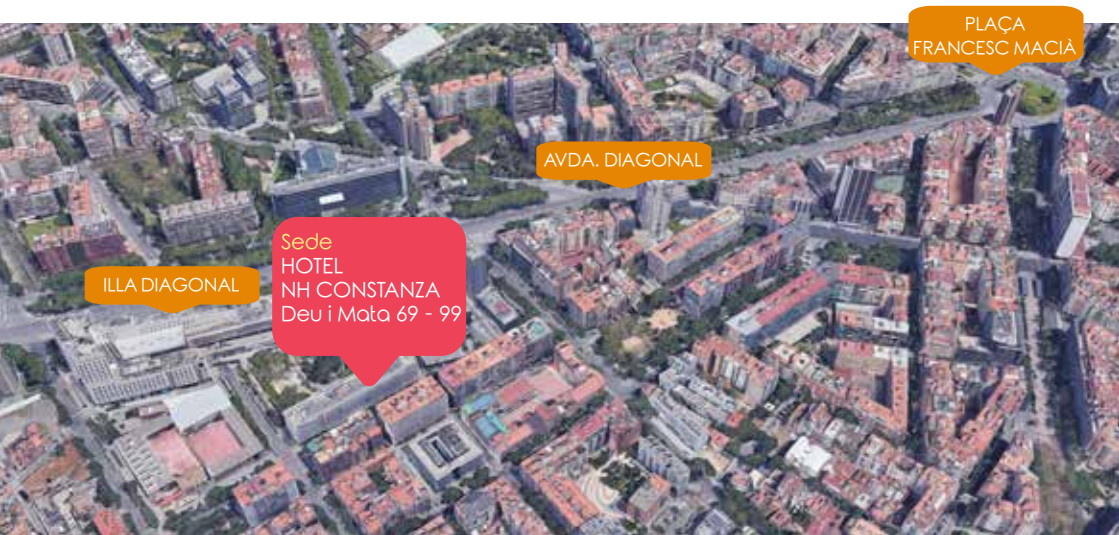 PLAÇA
FRANCESC MACIÀ
AVDA. DIAGONAL
ILLA DIAGONAL
Sede
HOTEL
NH CONSTANZA
Deu i Mata 69 - 99